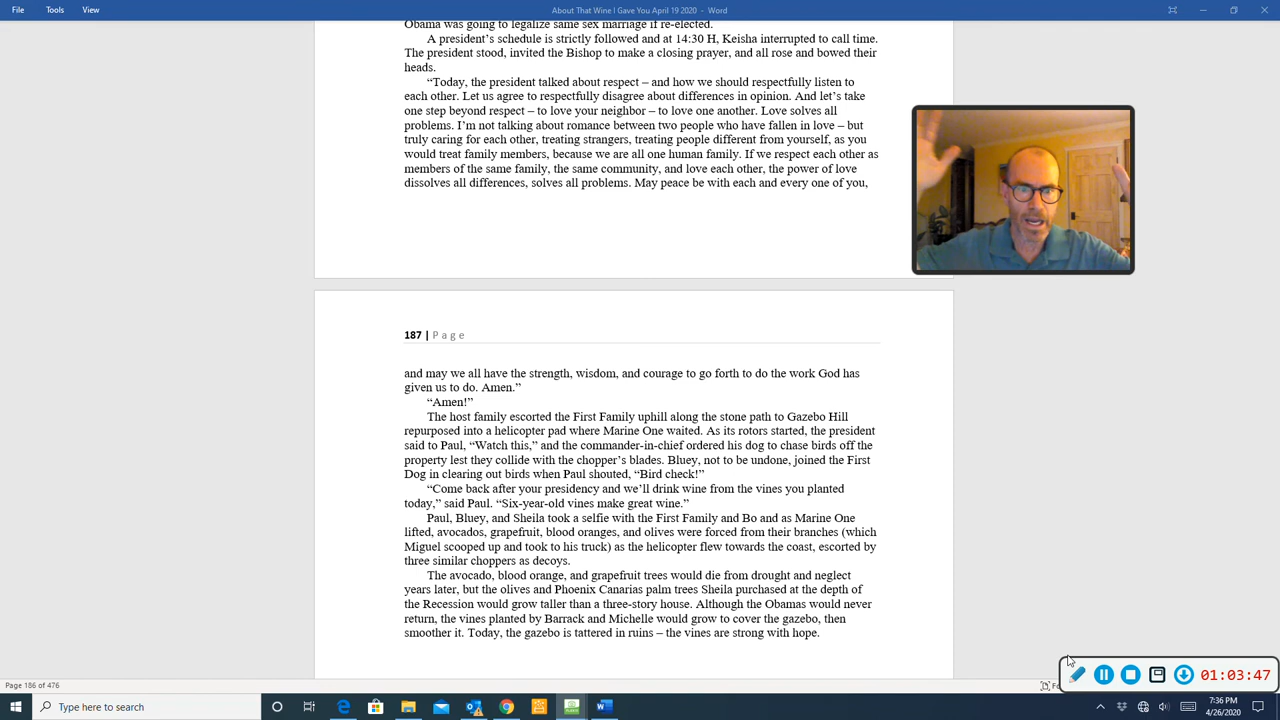 File Tools View About That Wine I Gave You April 19 2020 - Word
Obama was going to legalize same sex marriage if re-elected.
A president's schedule is strictly followed and at 14:30 H, Keisha interrupted to call time.
The president stood, invited the Bishop to make a closing prayer, and all rose and bowed their
heads.
“Today, the president talked about respect – and how we should respectfully listen to
each other. Let us agree to respectfully disagree about differences in opinion. And let's take
one step beyond respect – to love your neighbor – to love one another. Love solves all
problems. I'm not talking about romance between two people who have fallen in love – but
truly caring for each other, treating strangers, treating people different from yourself, as you
would treat family members, because we are all one human family. If we respect each other as
members of the same family, the same community, and love each other, the power of love
dissolves all differences, solves all problems. May peace be with each and every one of you,
187 | Page
and may we all have the strength, wisdom, and courage to go forth to do the work God has
given us to do. Amen.”
“Amen!”
The host family escorted the First Family uphill along the stone path to Gazebo Hill
repurposed into a helicopter pad where Marine One waited. As its rotors started, the president
said to Paul, “Watch this,” and the commander-in-chief ordered his dog to chase birds off the
property lest they collide with the chopper's blades. Bluey, not to be undone, joined the First
Dog in clearing out birds when Paul shouted, “Bird check!”
“Come back after your presidency and we'll drink wine from the vines you planted
today,” said Paul. “Six-year-old vines make great wine.”
Paul, Bluey, and Sheila took a selfie with the First Family and Bo and as Marine One
lifted, avocados, grapefruit, blood oranges, and olives were forced from their branches (which
Miguel scooped up and took to his truck) as the helicopter flew towards the coast, escorted by
three similar choppers as decoys.
The avocado, blood orange, and grapefruit trees would die from drought and neglect
years later, but the olives and Phoenix Canarias palm trees Sheila purchased at the depth of
the Recession would grow taller than a three-story house. Although the Obamas would never
return, the vines planted by Barrack and Michelle would grow to cover the gazebo, then
smoother it. Today, the gazebo is tattered in ruins – the vines are strong with hope.
01:03:47
Page 186 of 476
Type here to search
7:36 PM
4/26/2020